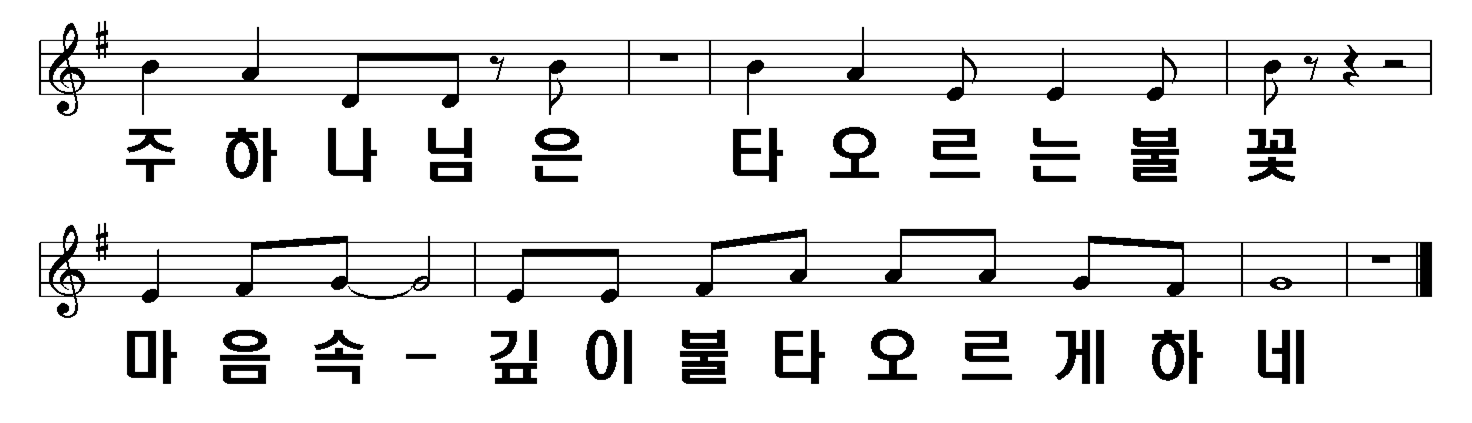 주 하 나 님 은 타 오 르 는 불 꽃
마 음 속 - 깊 이 불 타 오 르 게 하 네